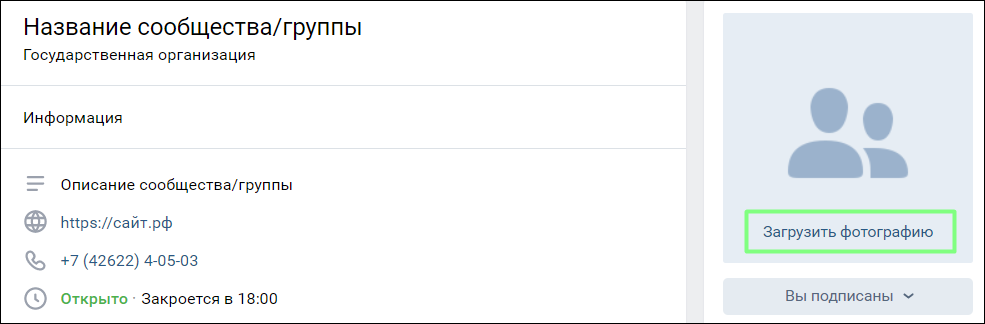 Название сообщества/группы
Государственная организация
Информация
Описание сообщества/группы
https://сайт.рф
+7 (42622) 4-05-03
Открыто · Закроется в 18:00
Загрузить фотографию
Вы подписаны